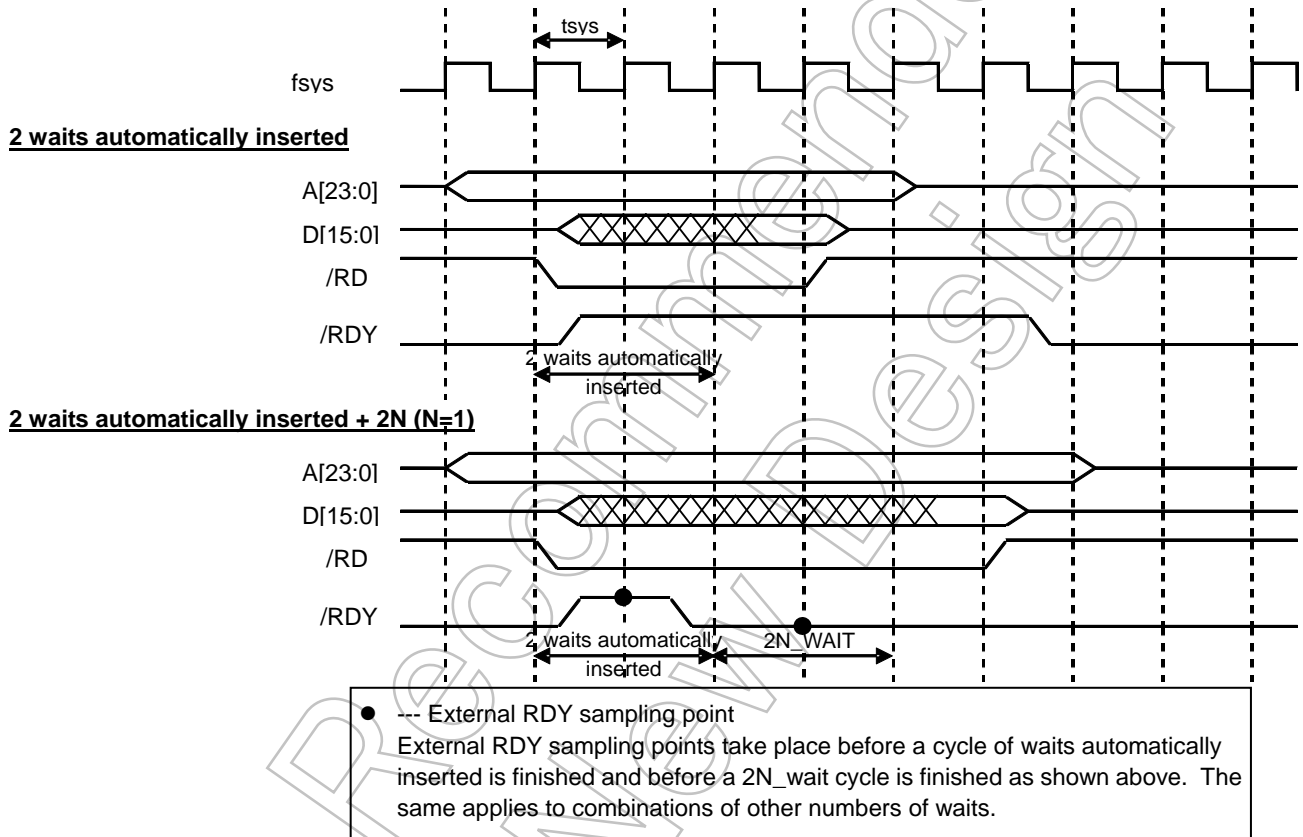 tsys
fsys
2 waits automatically inserted
A[23:0]
D[15:0]
/RD
/RDY
2 waits automatically
inserted
2 waits automatically inserted + 2N (N=1)
A[23:0]
D[15:0]
/RD
/RDY
2 waits automatically
inserted
2N_WAIT
● --- External RDY sampling point
External RDY sampling points take place before a cycle of waits automatically
inserted is finished and before a 2N_wait cycle is finished as shown above. The
same applies to combinations of other numbers of waits.
Recommende
New Design